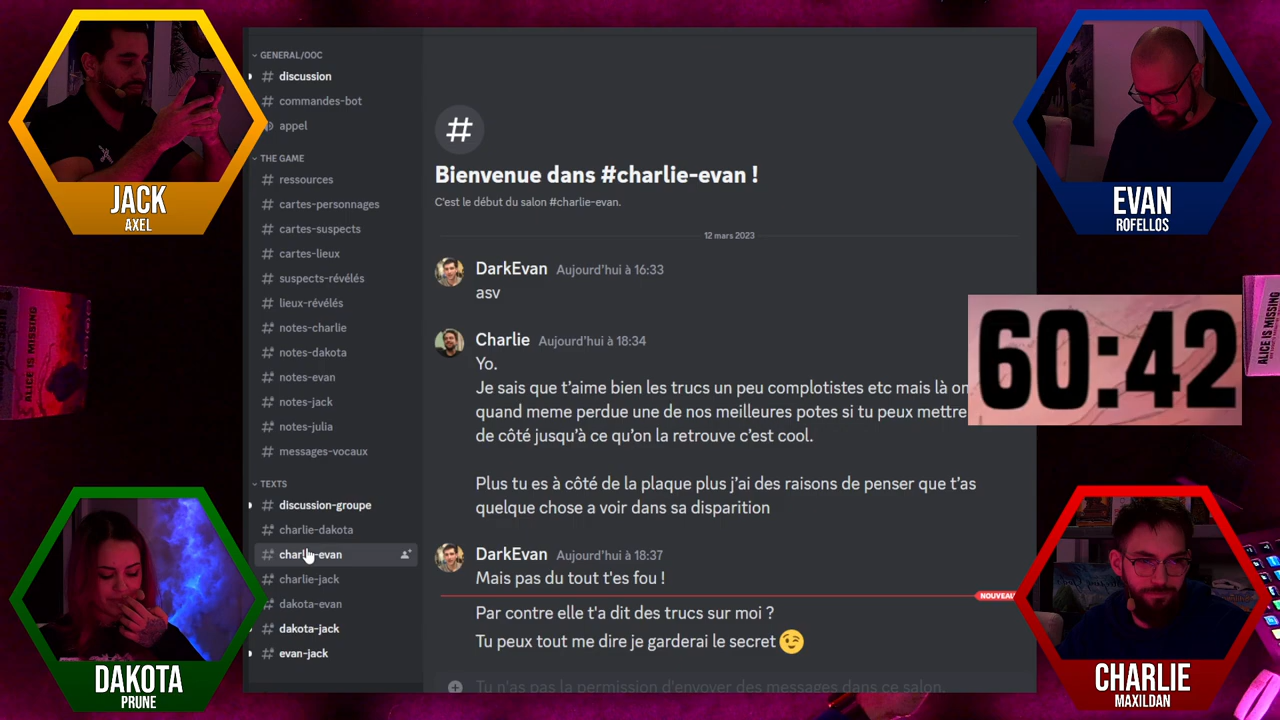 JACK
AXEL
EVAN
ROFELLOS
DAKOTA
PRUNE
CHARLIE
MAXILDAN
60:42
ALICE IS MISSING
ALICE IS MISSING
GENERAL/OOC
# discussion
# commandes-bot
appel
THE GAME
# ressources
# cartes-personnages
# cartes-suspects
# cartes-lieux
# suspects-révélés
# lieux-révélés
# notes-charlie
# notes-dakota
# notes-evan
# notes-jack
# notes-julia
# messages-vocaux
TEXTS
# discussion-groupe
# charlie-dakota
# charlie-evan
# charlie-jack
# dakota-evan
# dakota-jack
# evan-jack
#
Bienvenue dans #charlie-evan !
C'est le début du salon #charlie-evan.
12 mars 2023
DarkEvan Aujourd'hui à 16:33
asv
Charlie Aujourd'hui à 18:34
Yo.
Je sais que t'aime bien les trucs un peu complotistes etc mais là on
quand meme perdue une de nos meilleures potes si tu peux mettre
de côté jusqu'à ce qu'on la retrouve c'est cool.
Plus tu es à côté de la plaque plus j'ai des raisons de penser que t'as
quelque chose a voir dans sa disparition
DarkEvan Aujourd'hui à 18:37
Mais pas du tout t'es fou !
NOUVEAU
Par contre elle t'a dit des trucs sur moi ?
Tu peux tout me dire je garderai le secret 😉
Tu n'as pas la permission d'envoyer des messages dans ce salon.